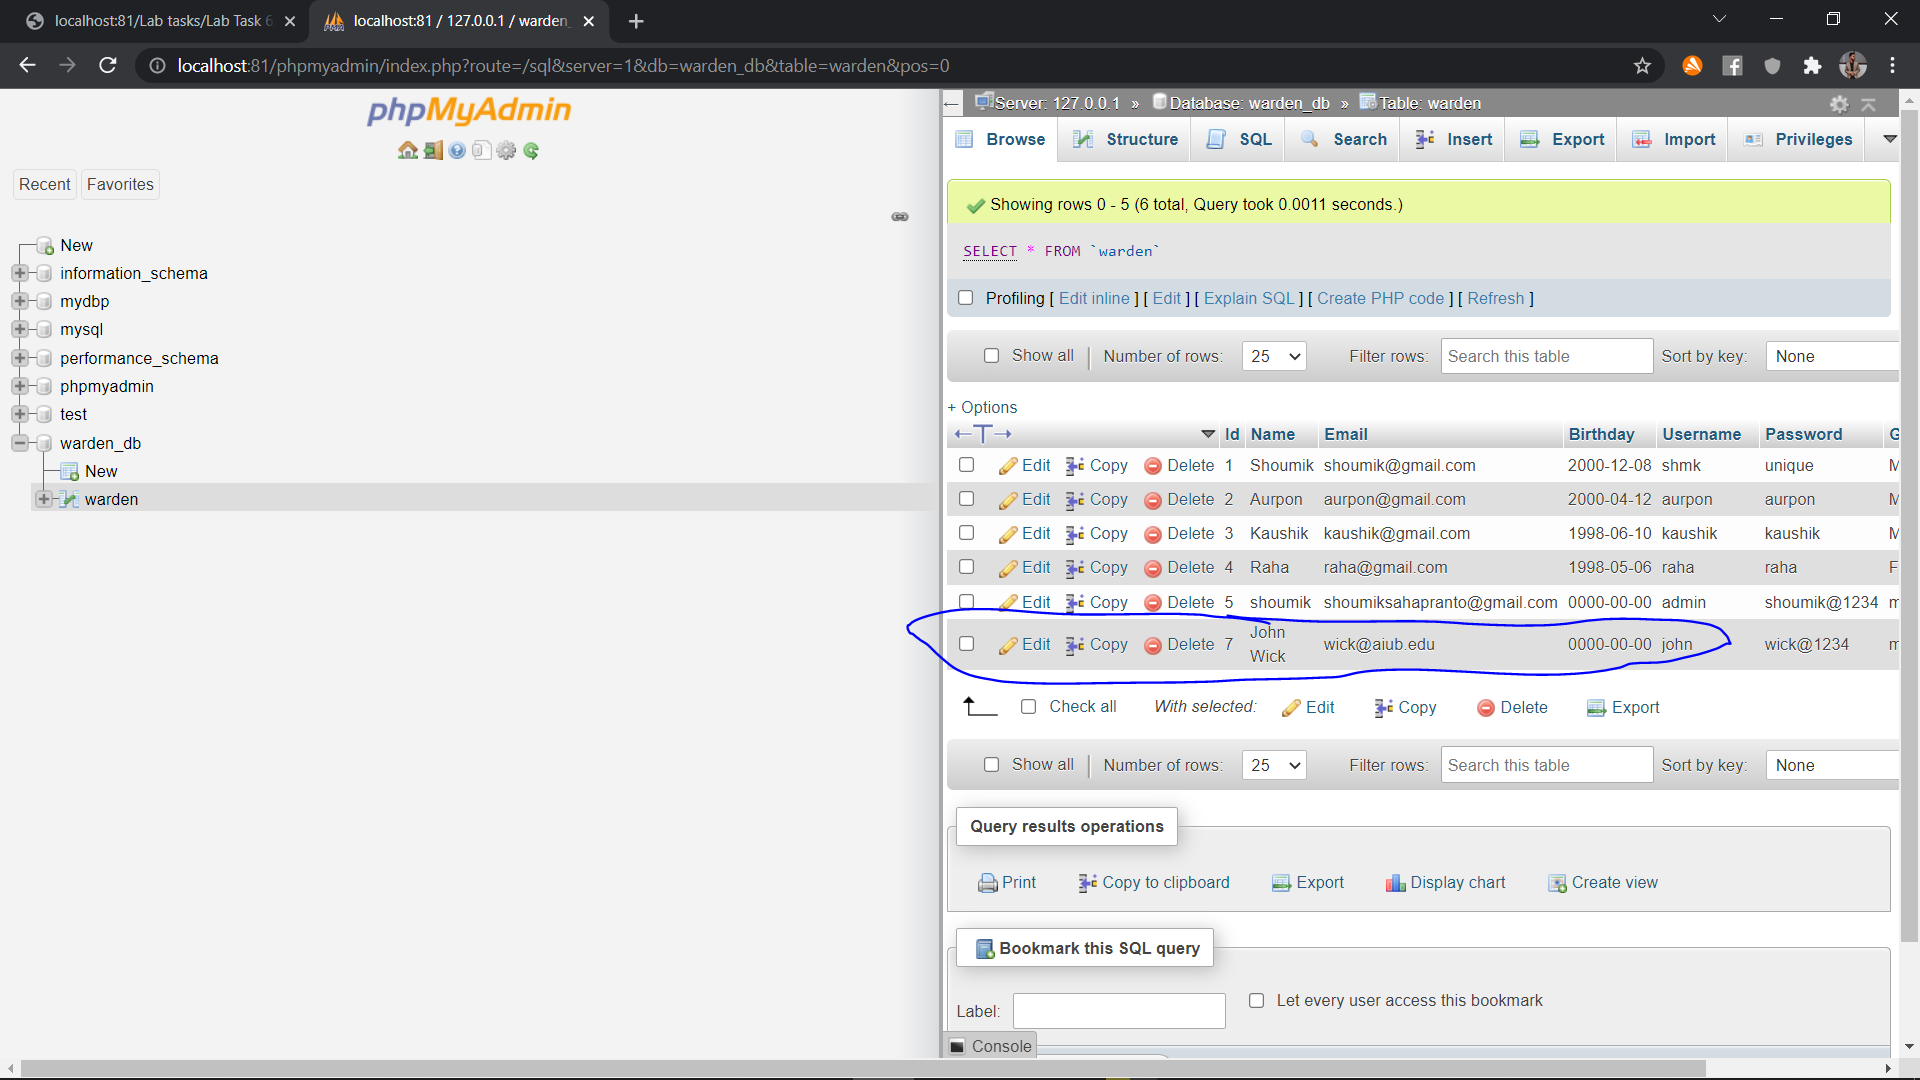 localhost:81/Lab tasks/Lab Task 6
localhost:81 / 127.0.0.1 / warden_
localhost:81/phpmyadmin/index.php?route=/sql&server=1&db=warden_db&table=warden&pos=0
phpMyAdmin
Recent Favorites
New
information_schema
mydbp
mysql
performance_schema
phpmyadmin
test
warden_db
New
warden
Server: 127.0.0.1 » Database: warden_db » Table: warden
Browse Structure SQL Search Insert Export Import Privileges
Showing rows 0 - 5 (6 total, Query took 0.0011 seconds.)
SELECT * FROM `warden`
Profiling [ Edit inline ] [ Edit ] [ Explain SQL ] [ Create PHP code ] [ Refresh ]
Show all Number of rows: 25 Filter rows: Search this table Sort by key: None
+ Options
←T→ Id Name Email Birthday Username Password G
Edit Copy Delete 1 Shoumik shoumik@gmail.com 2000-12-08 shmk unique M
Edit Copy Delete 2 Aurpon aurpon@gmail.com 2000-04-12 aurpon aurpon M
Edit Copy Delete 3 Kaushik kaushik@gmail.com 1998-06-10 kaushik kaushik M
Edit Copy Delete 4 Raha raha@gmail.com 1998-05-06 raha raha F
Edit Copy Delete 5 shoumik shoumiksahapranto@gmail.com 0000-00-00 admin shoumik@1234 m
Edit Copy Delete 7 John Wick wick@aiub.edu 0000-00-00 john wick@1234 m
Check all With selected: Edit Copy Delete Export
Show all Number of rows: 25 Filter rows: Search this table Sort by key: None
Query results operations
Print Copy to clipboard Export Display chart Create view
Bookmark this SQL query
Label: Let every user access this bookmark
Console